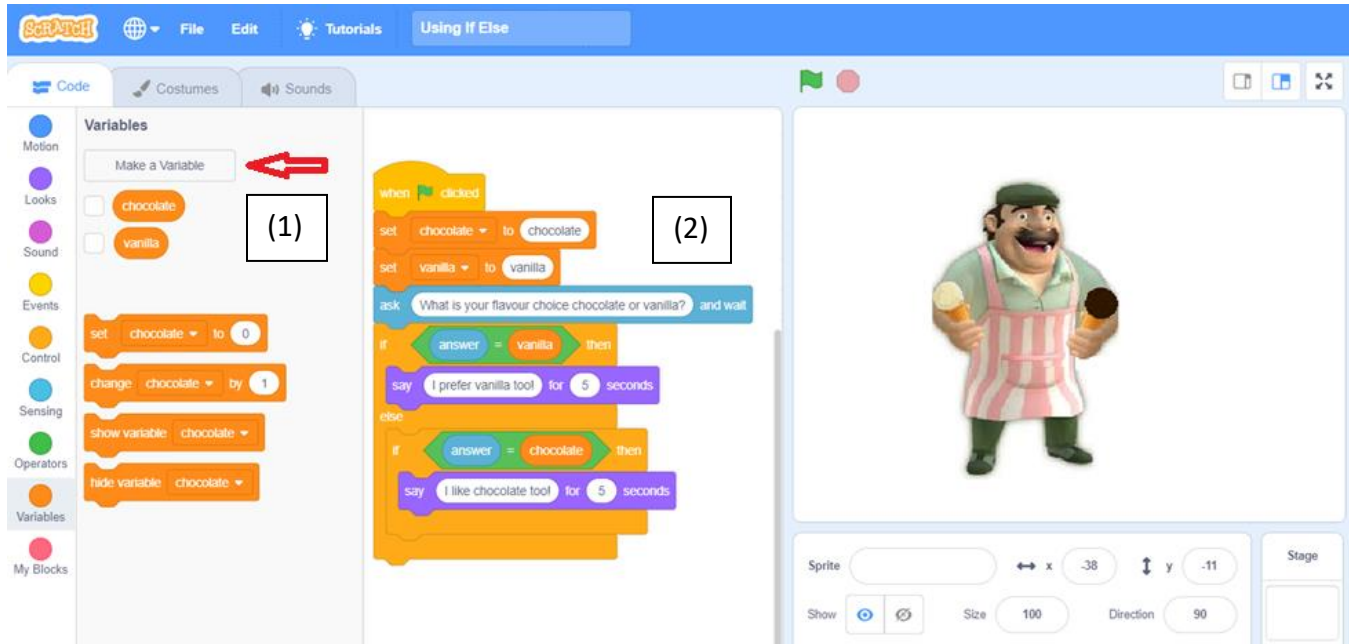 SCRATCH File Edit Tutorials Using If Else
Code Costumes Sounds
Motion
Looks
Sound
Events
Control
Sensing
Operators
Variables
My Blocks
Variables
Make a Variable
chocolate
vanilla
(1)
set chocolate to 0
change chocolate by 1
show variable chocolate
hide variable chocolate
when clicked
set chocolate to chocolate
set vanilla to vanilla
(2)
ask What is your flavour choice chocolate or vanilla? and wait
if answer = vanilla then
say I prefer vanilla too! for 5 seconds
else
if answer = chocolate then
say I like chocolate too! for 5 seconds
Sprite x -38 y -11
Show Size 100 Direction 90
Stage